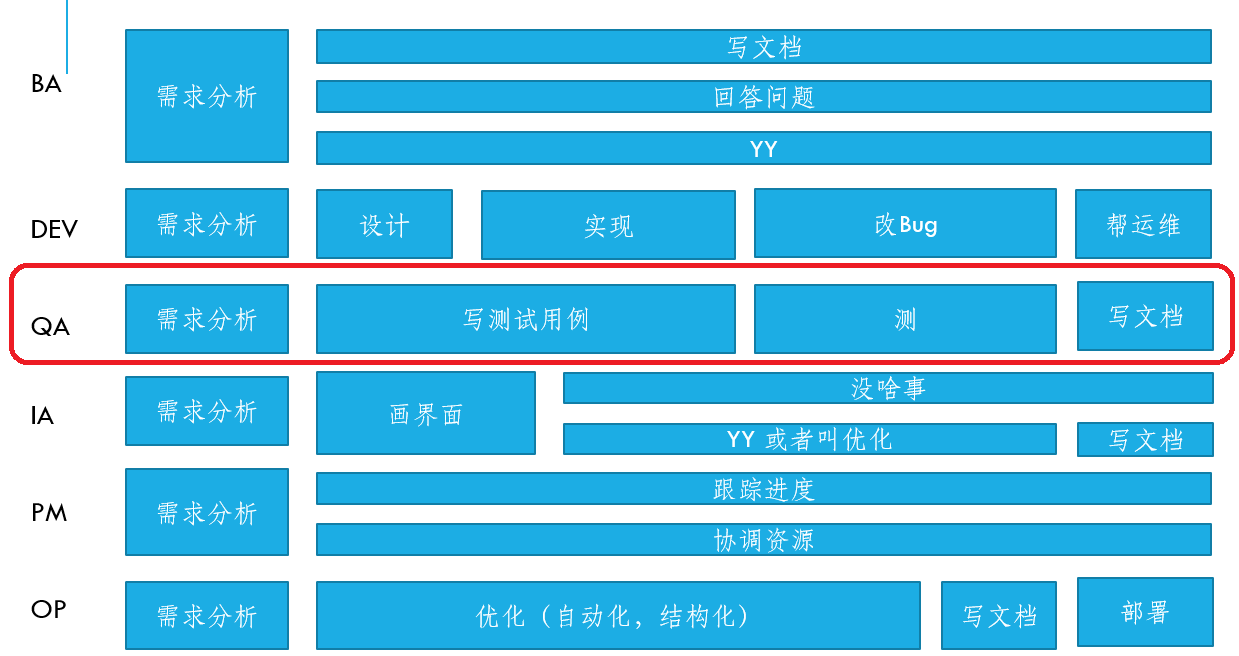 BA
需求分析
写文档
回答问题
YY
DEV
需求分析
设计
实现
改Bug
帮运维
QA
需求分析
写测试用例
测
写文档
IA
需求分析
画界面
没啥事
YY 或者叫优化
写文档
PM
需求分析
跟踪进度
协调资源
OP
需求分析
优化（自动化，结构化）
写文档
部署